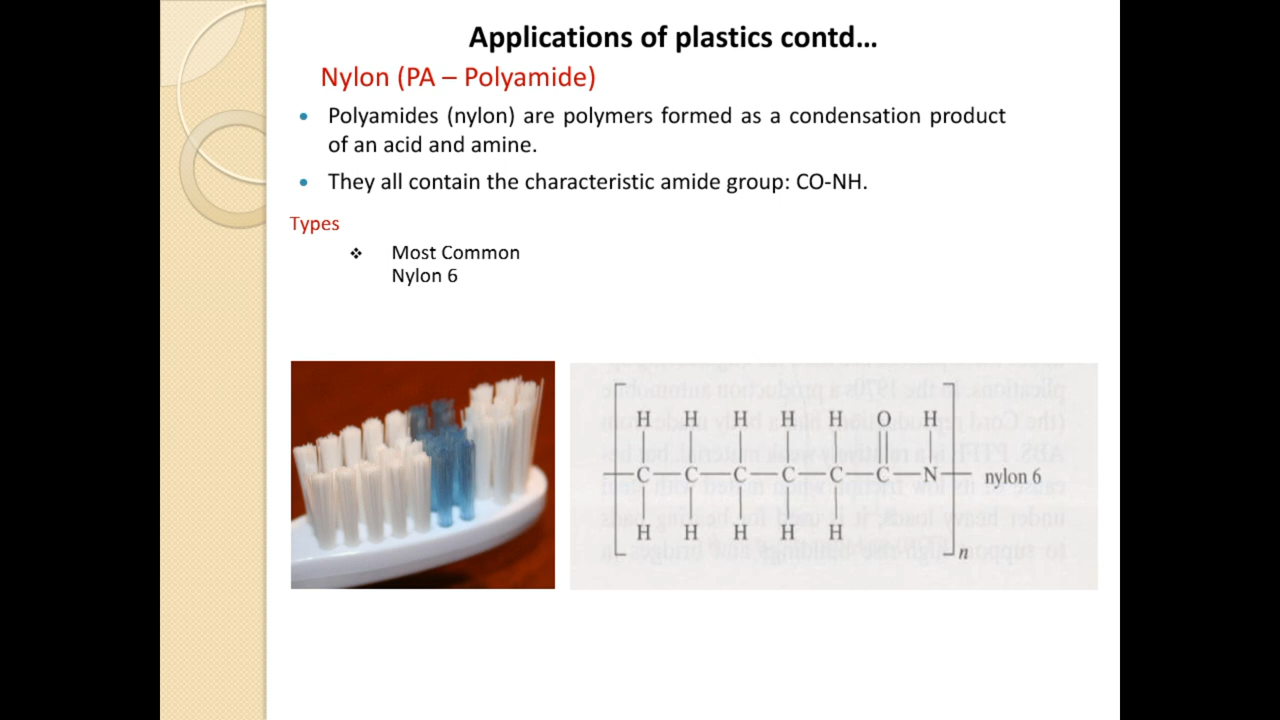 Applications of plastics contd…
Nylon (PA – Polyamide)
• Polyamides (nylon) are polymers formed as a condensation product
of an acid and amine.
• They all contain the characteristic amide group: CO-NH.
Types
❖ Most Common
Nylon 6
H H H H H O H
C C C C C C N nylon 6
H H H H H
n